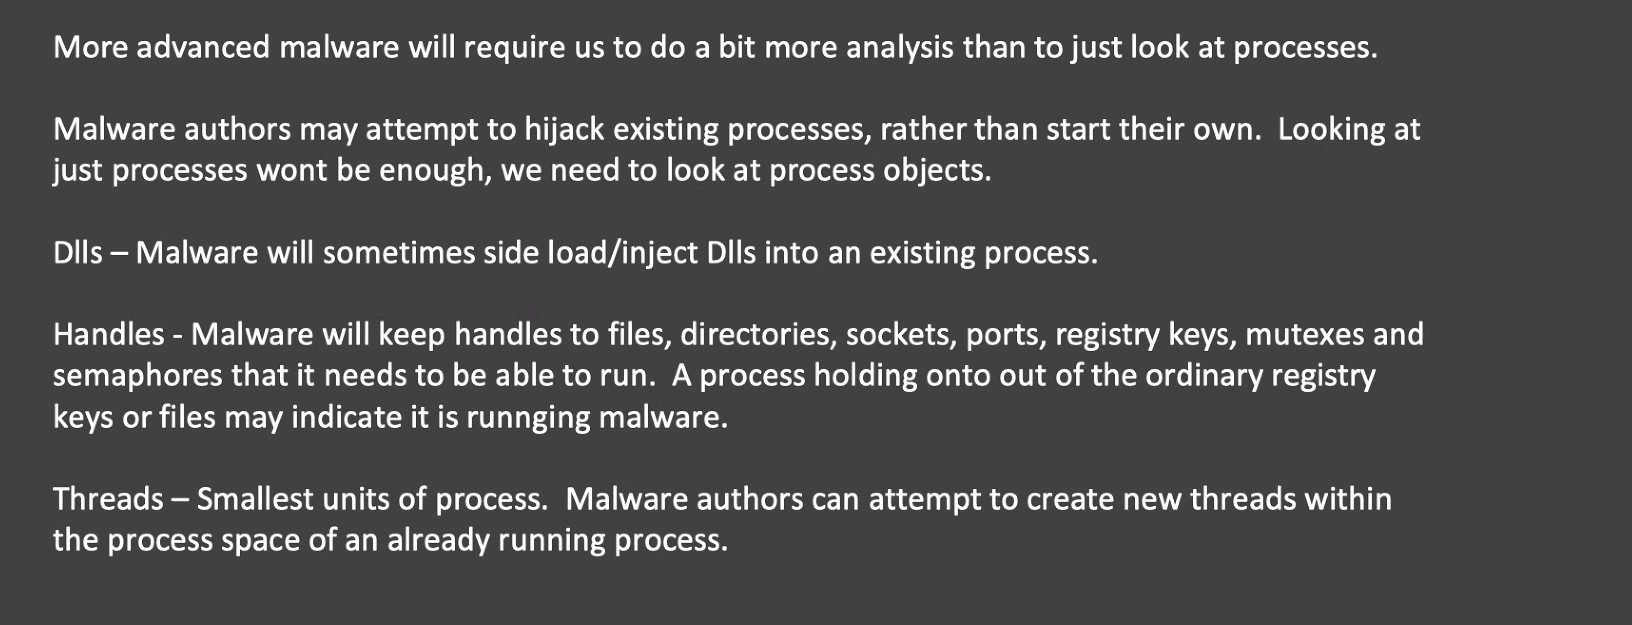 More advanced malware will require us to do a bit more analysis than to just look at processes.
Malware authors may attempt to hijack existing processes, rather than start their own.  Looking at
just processes wont be enough, we need to look at process objects.
Dlls – Malware will sometimes side load/inject Dlls into an existing process.
Handles - Malware will keep handles to files, directories, sockets, ports, registry keys, mutexes and
semaphores that it needs to be able to run.  A process holding onto out of the ordinary registry
keys or files may indicate it is runnging malware.
Threads – Smallest units of process.  Malware authors can attempt to create new threads within
the process space of an already running process.